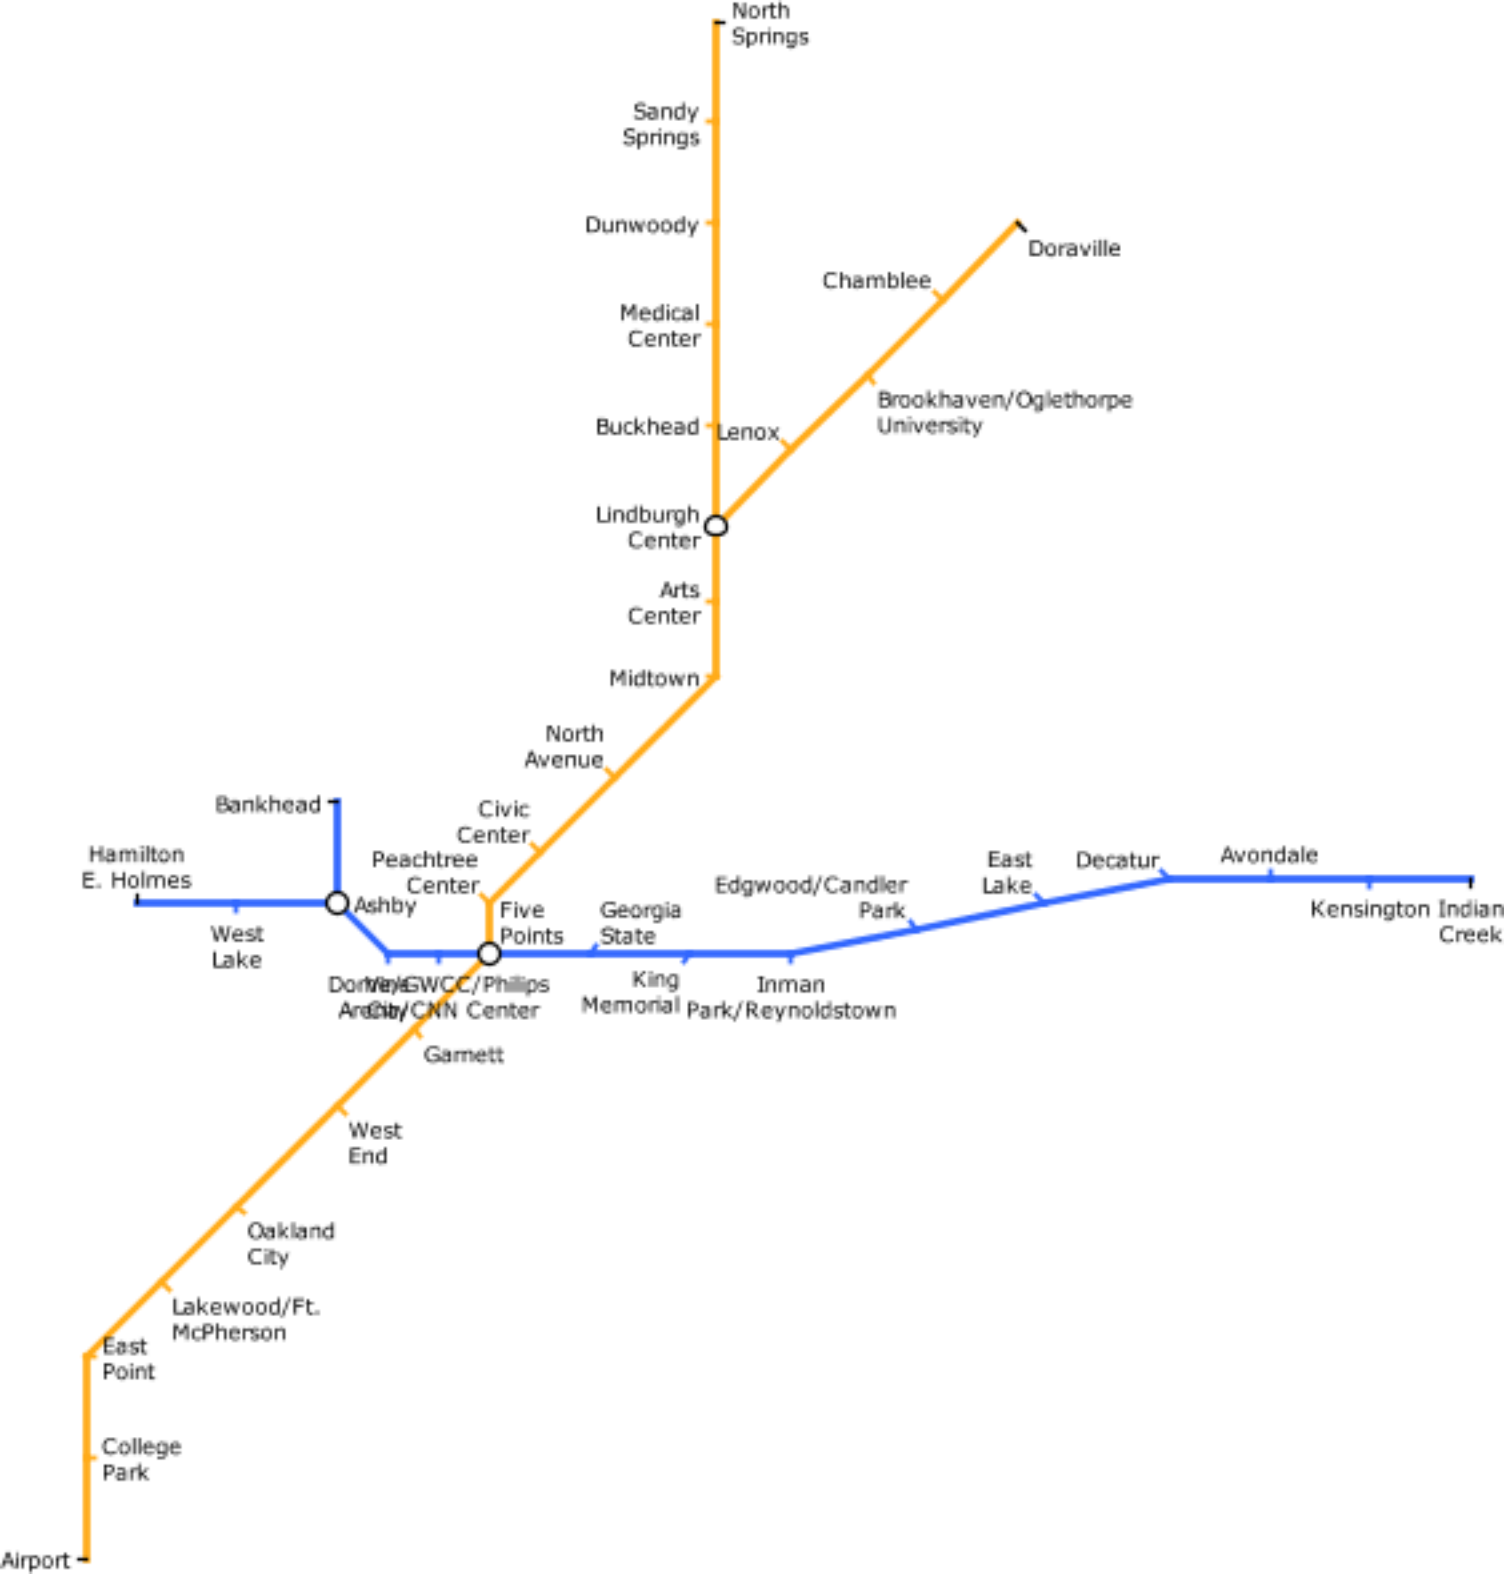 North
Springs
Sandy
Springs
Dunwoody
Doraville
Chamblee
Medical
Center
Brookhaven/Oglethorpe
University
Buckhead
Lenox
Lindburgh
Center
Arts
Center
Midtown
North
Avenue
Bankhead
Civic
Center
Hamilton
E. Holmes
Peachtree
Center
East
Lake
Decatur
Avondale
Edgwood/Candler
Park
Ashby
Five
Points
Georgia
State
Kensington
Indian
Creek
West
Lake
GWCC/Philips
/CNN Center
King
Memorial
Inman
Park/Reynoldstown
Garnett
West
End
Oakland
City
Lakewood/Ft.
McPherson
East
Point
College
Park
Airport